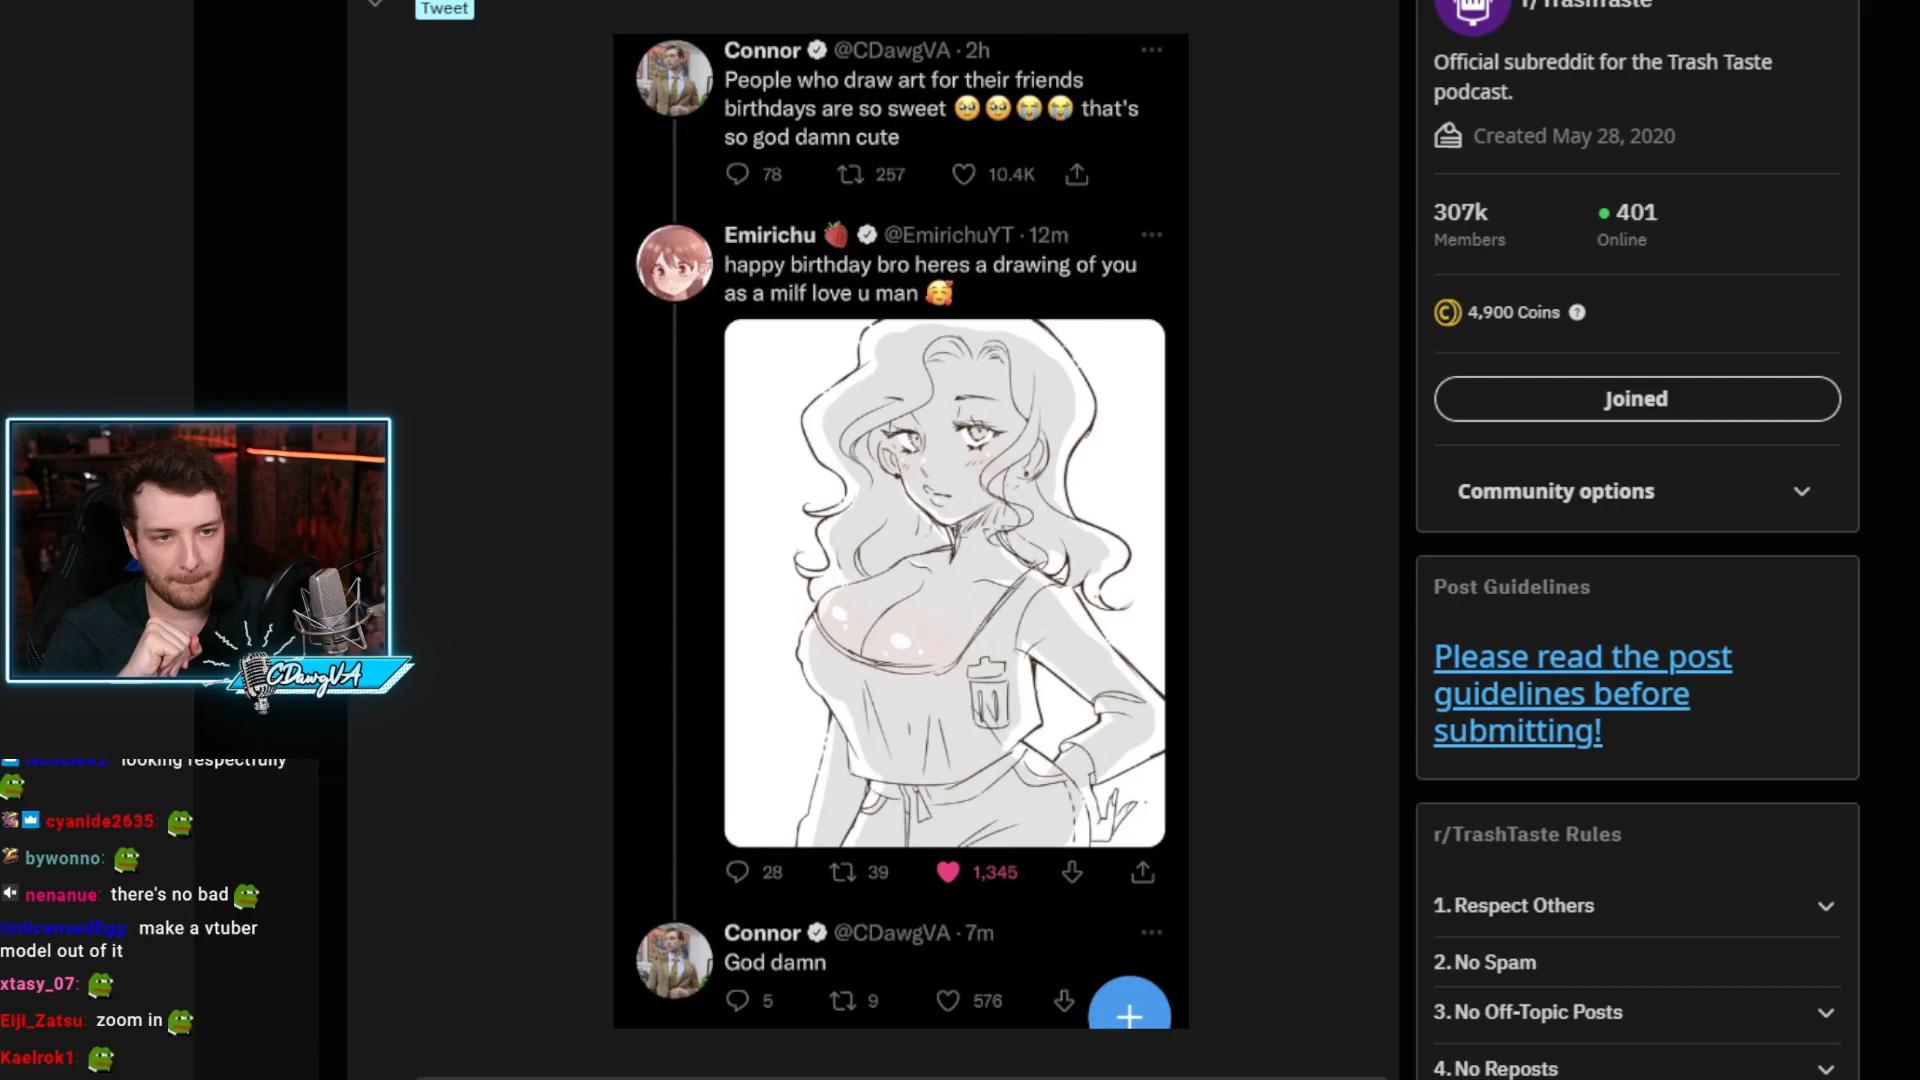 Tweet
Connor @CDawgVA · 2h
People who draw art for their friends
birthdays are so sweet 🥹🥹😭😭 that's
so god damn cute
78 257 10.4K
Emirichu 🍓 @EmirichuYT · 12m
happy birthday bro heres a drawing of you
as a milf love u man 🥰
28 39 1,345
Connor @CDawgVA · 7m
God damn
5 9 576
r/TrashTaste
Official subreddit for the Trash Taste
podcast.
Created May 28, 2020
307k 401
Members Online
4,900 Coins
Joined
Community options
Post Guidelines
Please read the post
guidelines before
submitting!
r/TrashTaste Rules
1. Respect Others
2. No Spam
3. No Off-Topic Posts
4. No Reposts
CDawgVA
looking respectfully
cyanide2635:
bywonno:
nenanue: there's no bad
UnlicensedEgg: make a vtuber
model out of it
xtasy_07:
Eiji_Zatsu: zoom in
Kaelrok1: